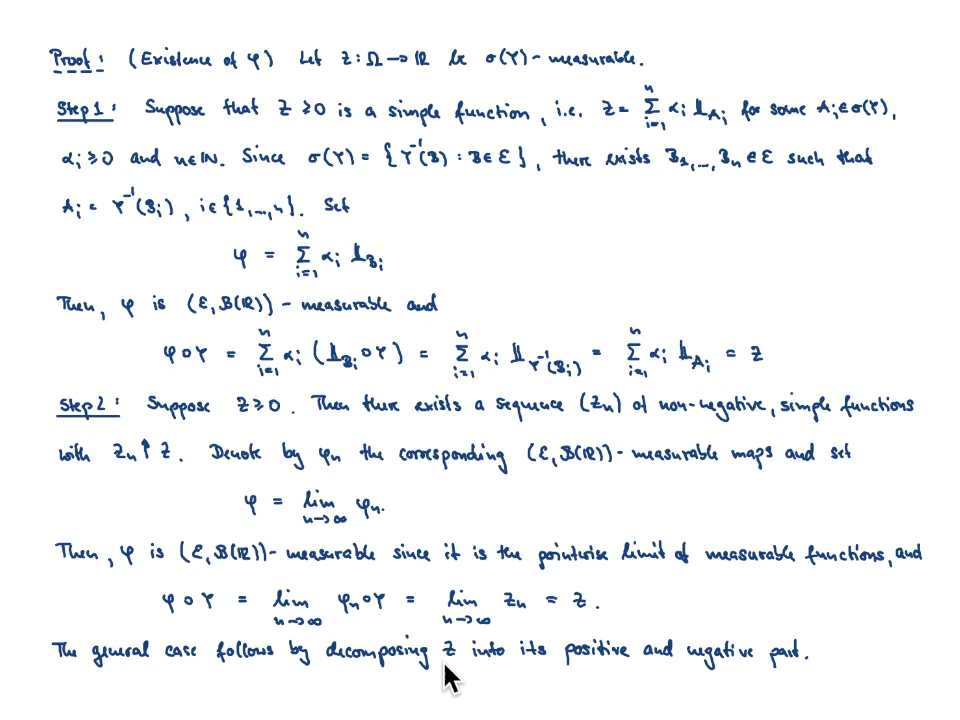 Proof: (Existence of φ) Let Z: Ω → ℝ be σ(Y)-measurable.
Step 1: Suppose that Z ≥ 0 is a simple function, i.e. Z = ∑_{i=1}^n α_i 𝟙_{A_i} for some A_i ∈ σ(Y),
α_i ≥ 0 and n ∈ ℕ. Since σ(Y) = {Y^{-1}(B) : B ∈ ℰ}, there exists B_1,...,B_n ∈ ℰ such that
A_i = Y^{-1}(B_i), i ∈ {1,...,n}. Set
φ = ∑_{i=1}^n α_i 𝟙_{B_i}
Then, φ is (ℰ, 𝓑(ℝ))-measurable and
φ∘Y = ∑_{i=1}^n α_i (𝟙_{B_i}∘Y) = ∑_{i=1}^n α_i 𝟙_{Y^{-1}(B_i)} = ∑_{i=1}^n α_i 𝟙_{A_i} = Z
Step 2: Suppose Z ≥ 0. Then there exists a sequence (Z_n) of non-negative, simple functions
with Z_n ↑ Z. Denote by φ_n the corresponding (ℰ, 𝓑(ℝ))-measurable maps and set
φ = lim_{n→∞} φ_n.
Then, φ is (ℰ, 𝓑(ℝ))-measurable since it is the pointwise limit of measurable functions, and
φ∘Y = lim_{n→∞} φ_n∘Y = lim_{n→∞} Z_n = Z.
The general case follows by decomposing Z into its positive and negative part.